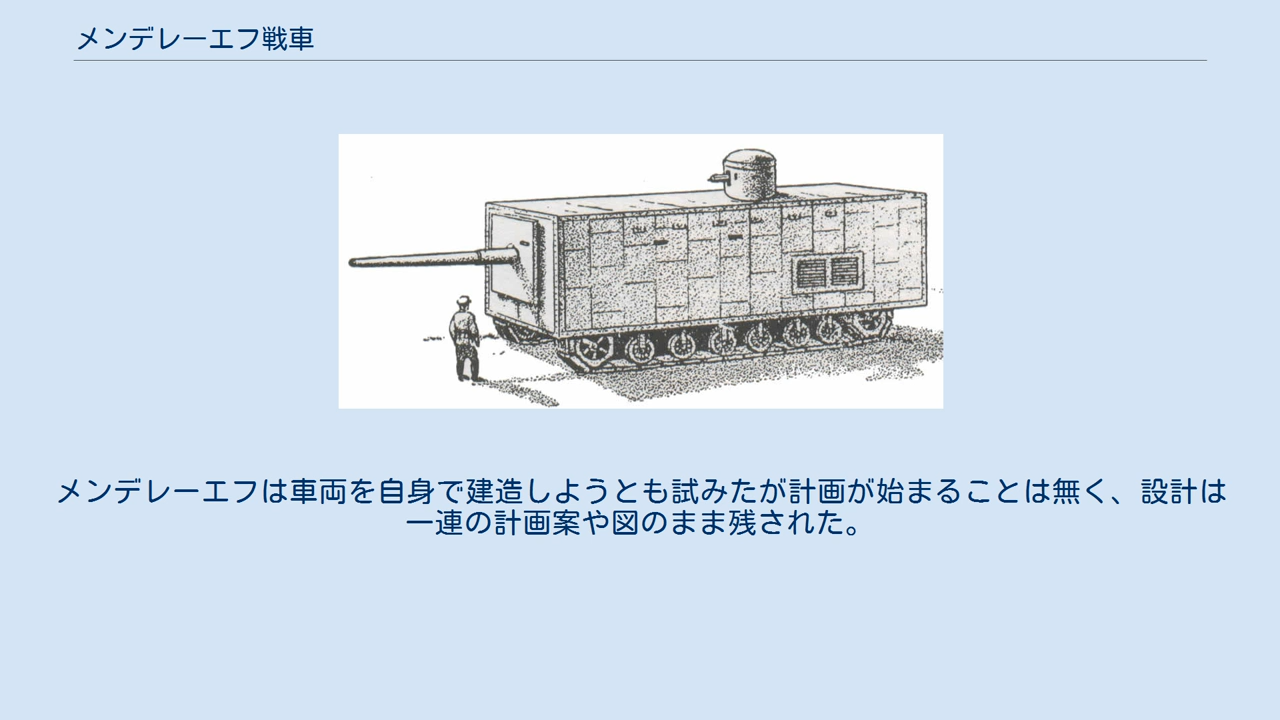 メンデレーエフ戦車
メンデレーエフは車両を自身で建造しようとも試みたが計画が始まることは無く、設計は
一連の計画案や図のまま残された。